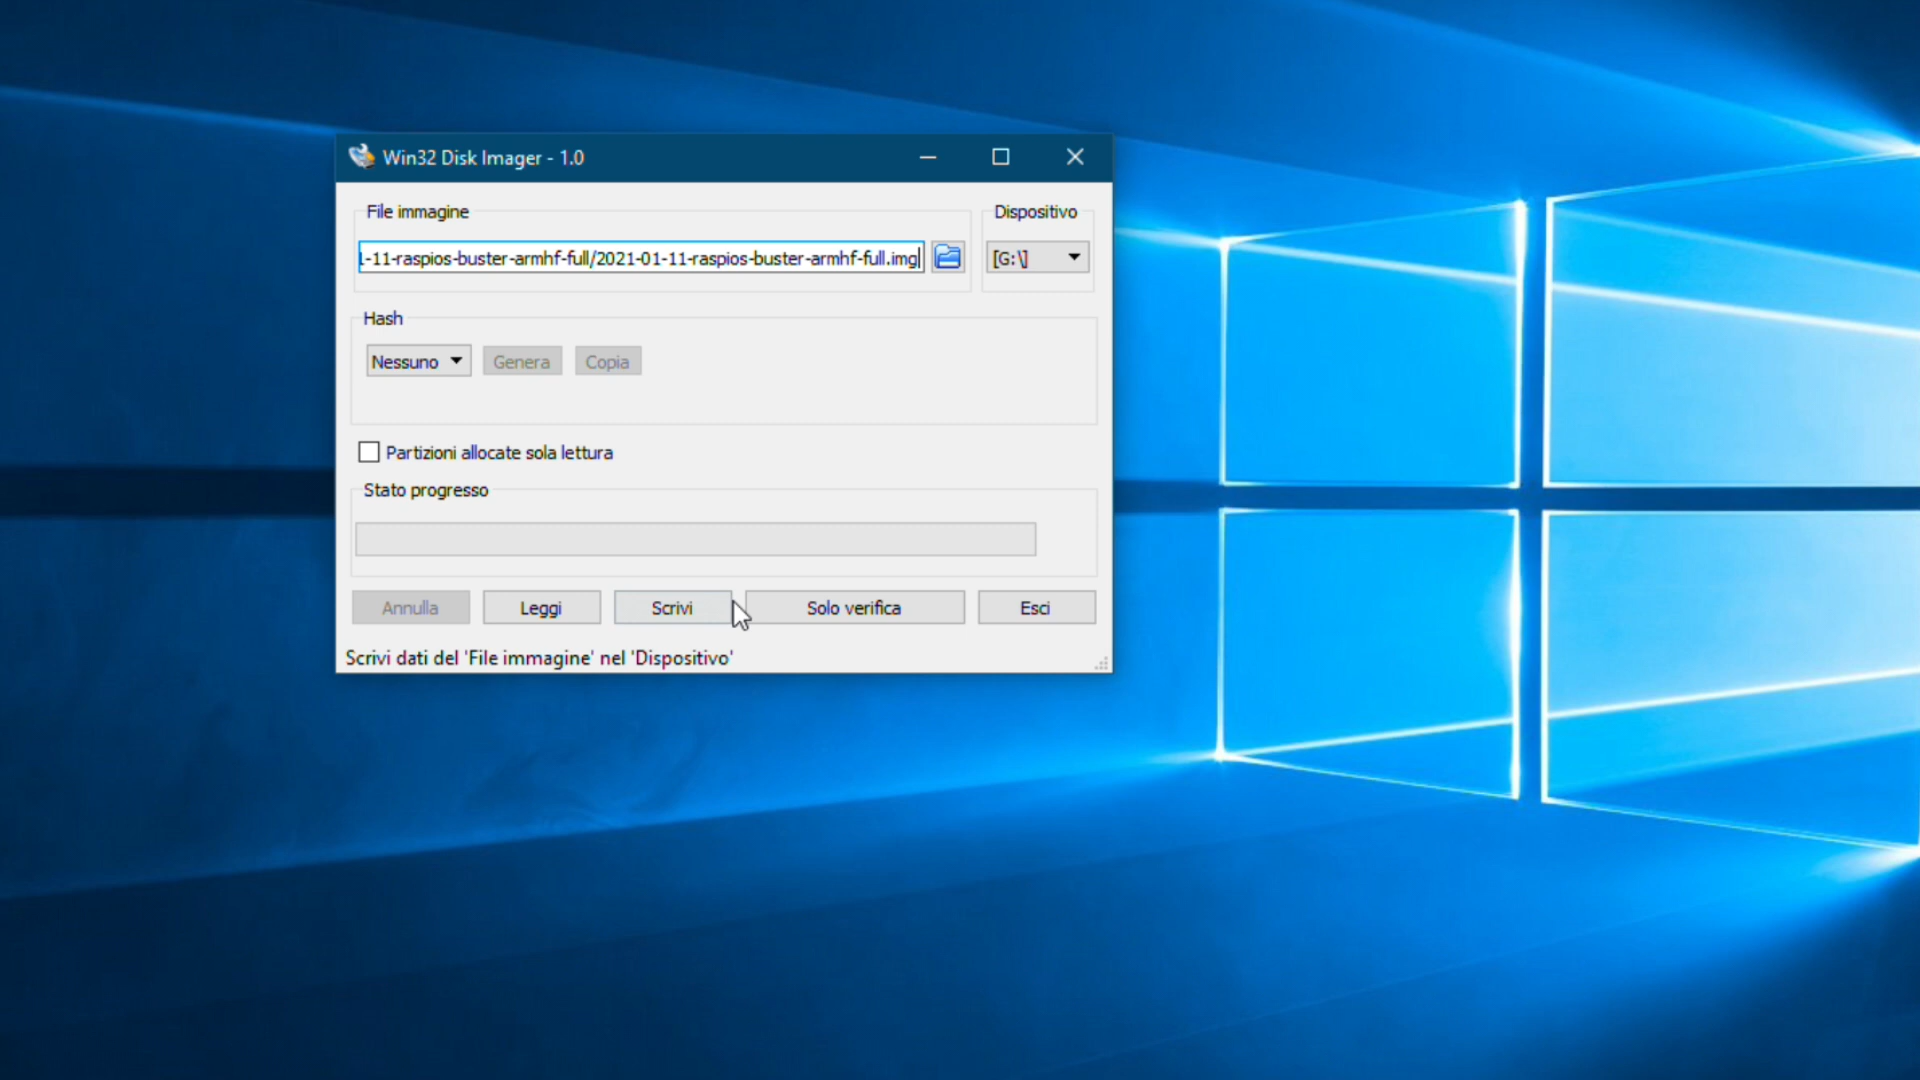 Win32 Disk Imager - 1.0
File immagine
Dispositivo
-11-raspios-buster-armhf-full/2021-01-11-raspios-buster-armhf-full.img
[G:\]
Hash
Nessuno
Genera
Copia
Partizioni allocate sola lettura
Stato progresso
Annulla
Leggi
Scrivi
Solo verifica
Esci
Scrivi dati del 'File immagine' nel 'Dispositivo'